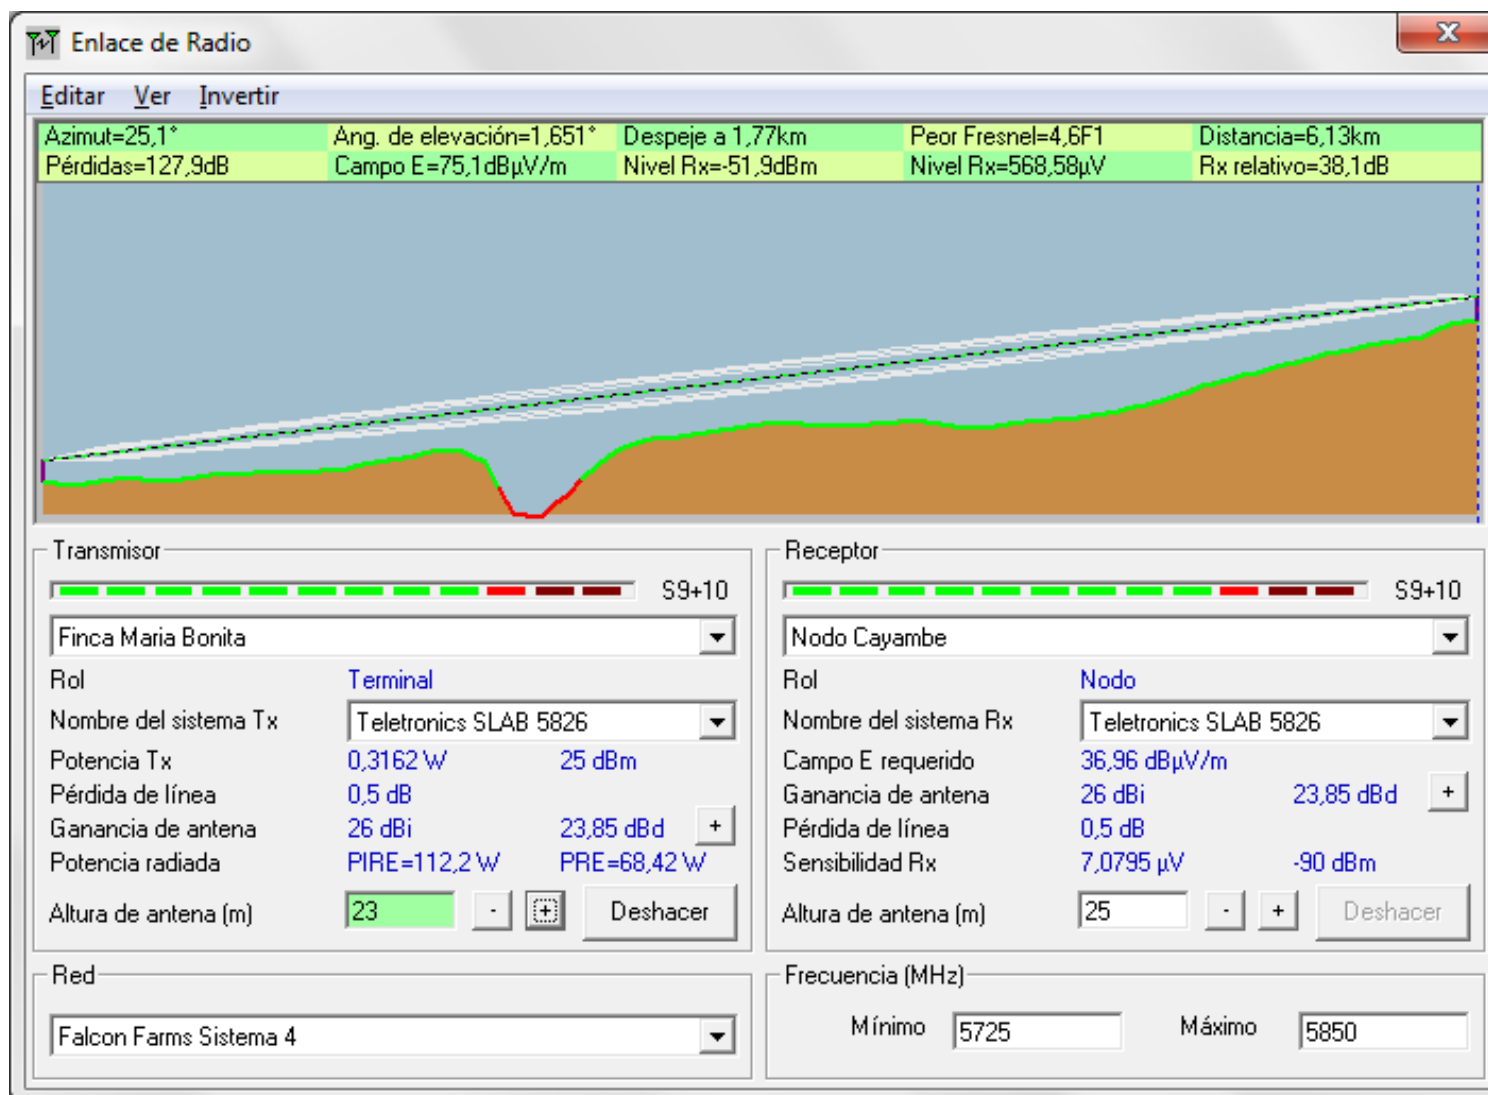 Enlace de Radio
Editar Ver Invertir
Azimut=25,1° Ang. de elevación=1,651° Despeje a 1,77km Peor Fresnel=4,6F1 Distancia=6,13km
Pérdidas=127,9dB Campo E=75,1dBµV/m Nivel Rx=-51,9dBm Nivel Rx=568,58µV Rx relativo=38,1dB
Transmisor
S9+10
Finca Maria Bonita
Rol Terminal
Nombre del sistema Tx Teletronics SLAB 5826
Potencia Tx 0,3162 W 25 dBm
Pérdida de línea 0,5 dB
Ganancia de antena 26 dBi 23,85 dBd +
Potencia radiada PIRE=112,2 W PRE=68,42 W
Altura de antena (m) 23 - + Deshacer
Receptor
S9+10
Nodo Cayambe
Rol Nodo
Nombre del sistema Rx Teletronics SLAB 5826
Campo E requerido 36,96 dBµV/m
Ganancia de antena 26 dBi 23,85 dBd +
Pérdida de línea 0,5 dB
Sensibilidad Rx 7,0795 µV -90 dBm
Altura de antena (m) 25 - + Deshacer
Red
Falcon Farms Sistema 4
Frecuencia (MHz)
Mínimo 5725 Máximo 5850